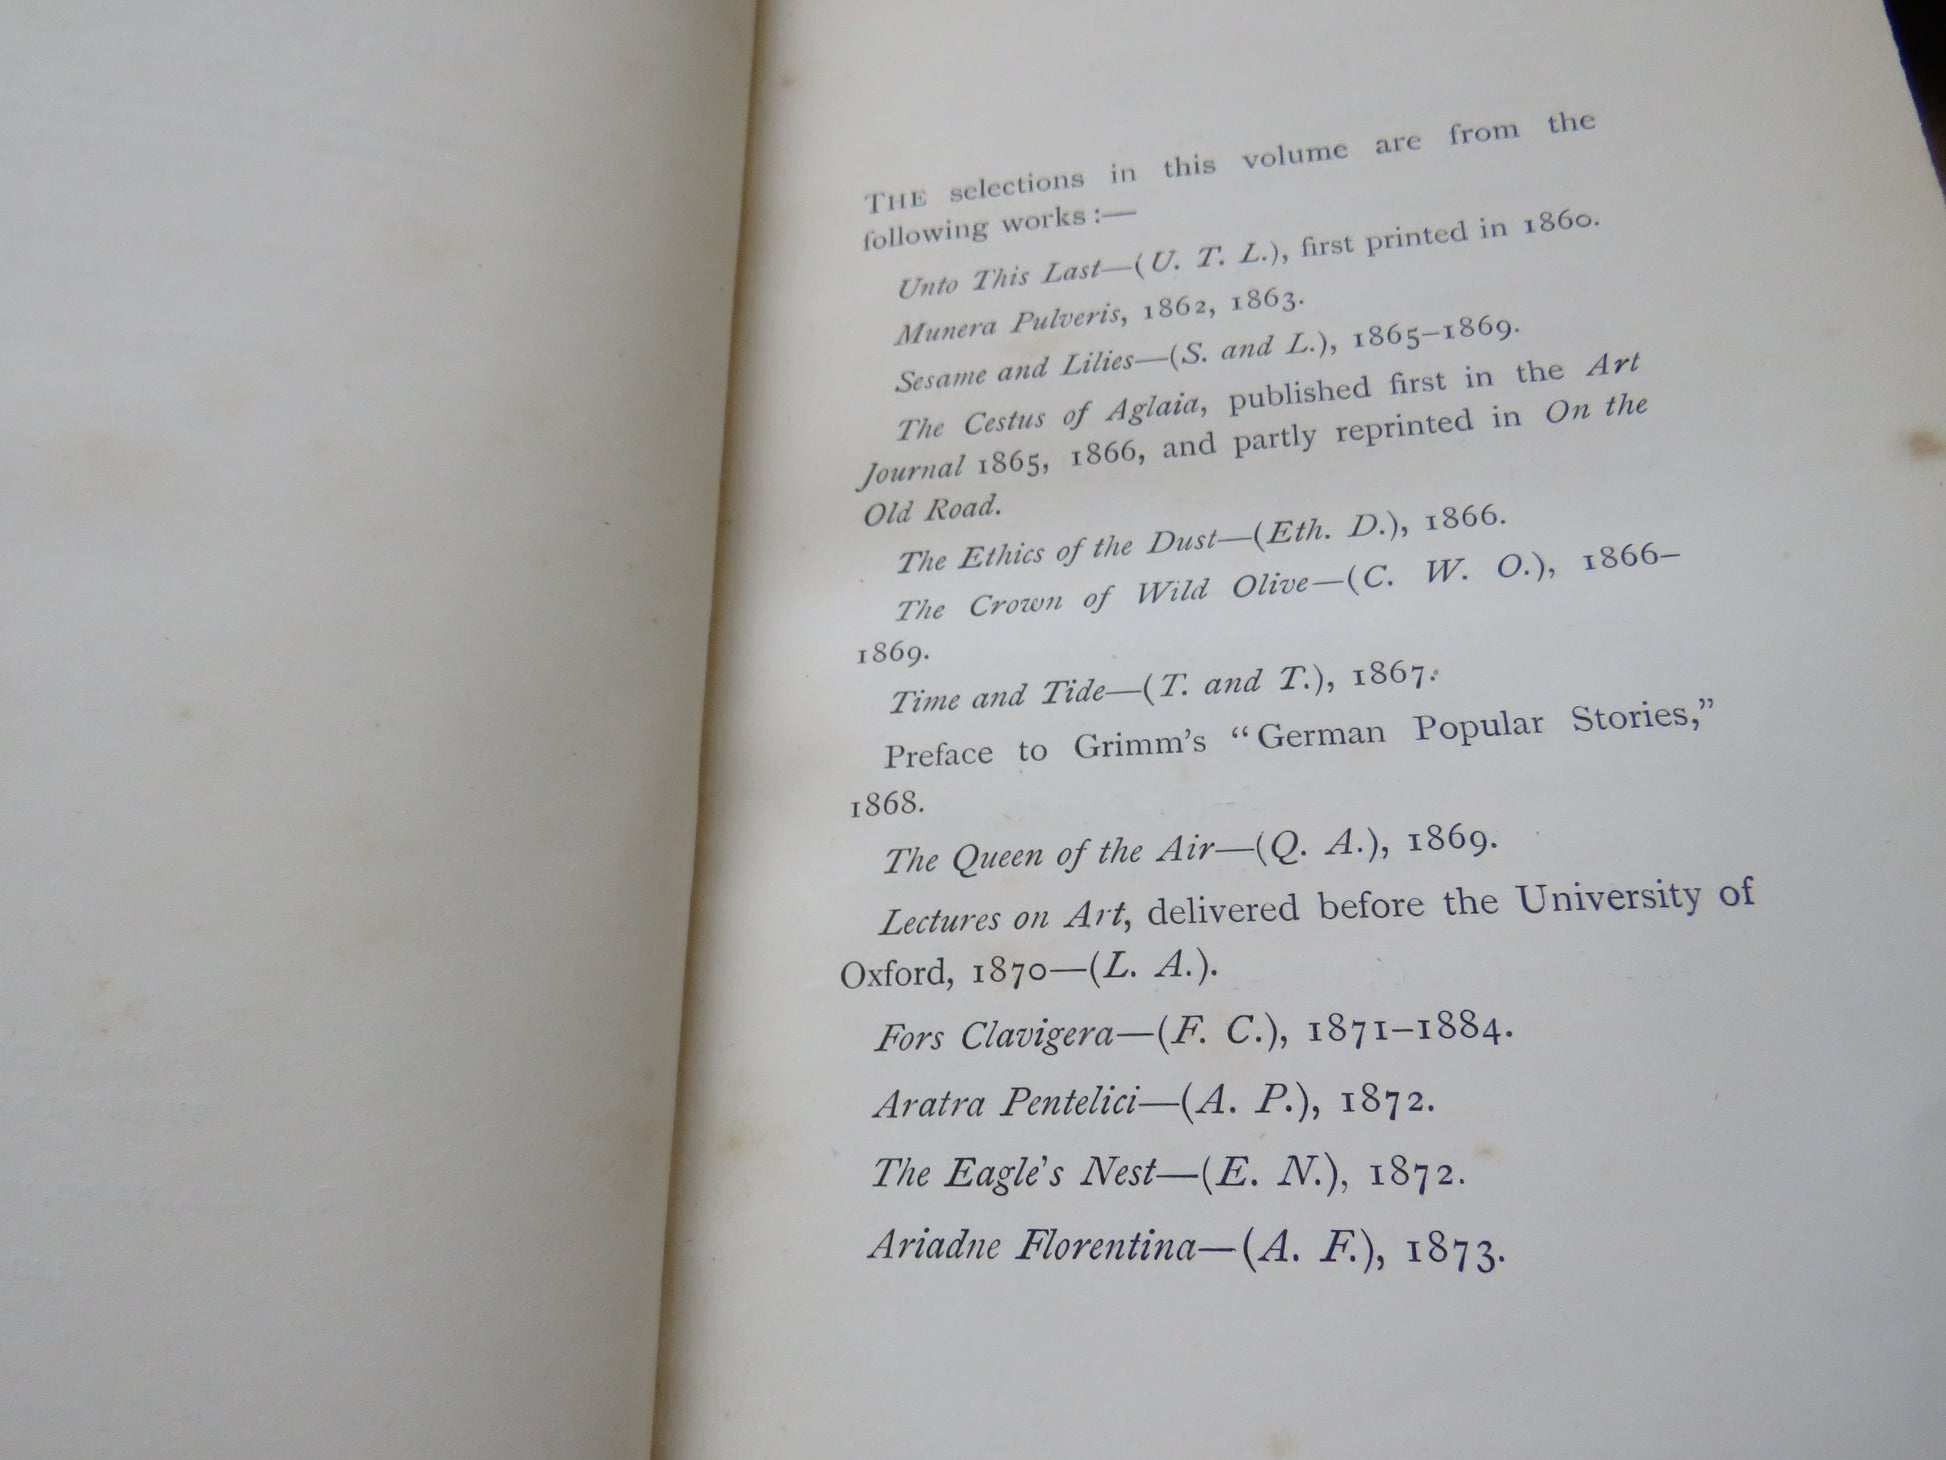 THE selections in this volume are from the
following works:—
Unto This Last—(U. T. L.), first printed in 1860.
Munera Pulveris, 1862, 1863.
Sesame and Lilies—(S. and L.), 1865–1869.
The Cestus of Aglaia, published first in the Art
Journal 1865, 1866, and partly reprinted in On the
Old Road.
The Ethics of the Dust—(Eth. D.), 1866.
The Crown of Wild Olive—(C. W. O.), 1866–
1869.
Time and Tide—(T. and T.), 1867.
Preface to Grimm's “German Popular Stories,”
1868.
The Queen of the Air—(Q. A.), 1869.
Lectures on Art, delivered before the University of
Oxford, 1870—(L. A.).
Fors Clavigera—(F. C.), 1871–1884.
Aratra Pentelici—(A. P.), 1872.
The Eagle's Nest—(E. N.), 1872.
Ariadne Florentina—(A. F.), 1873.